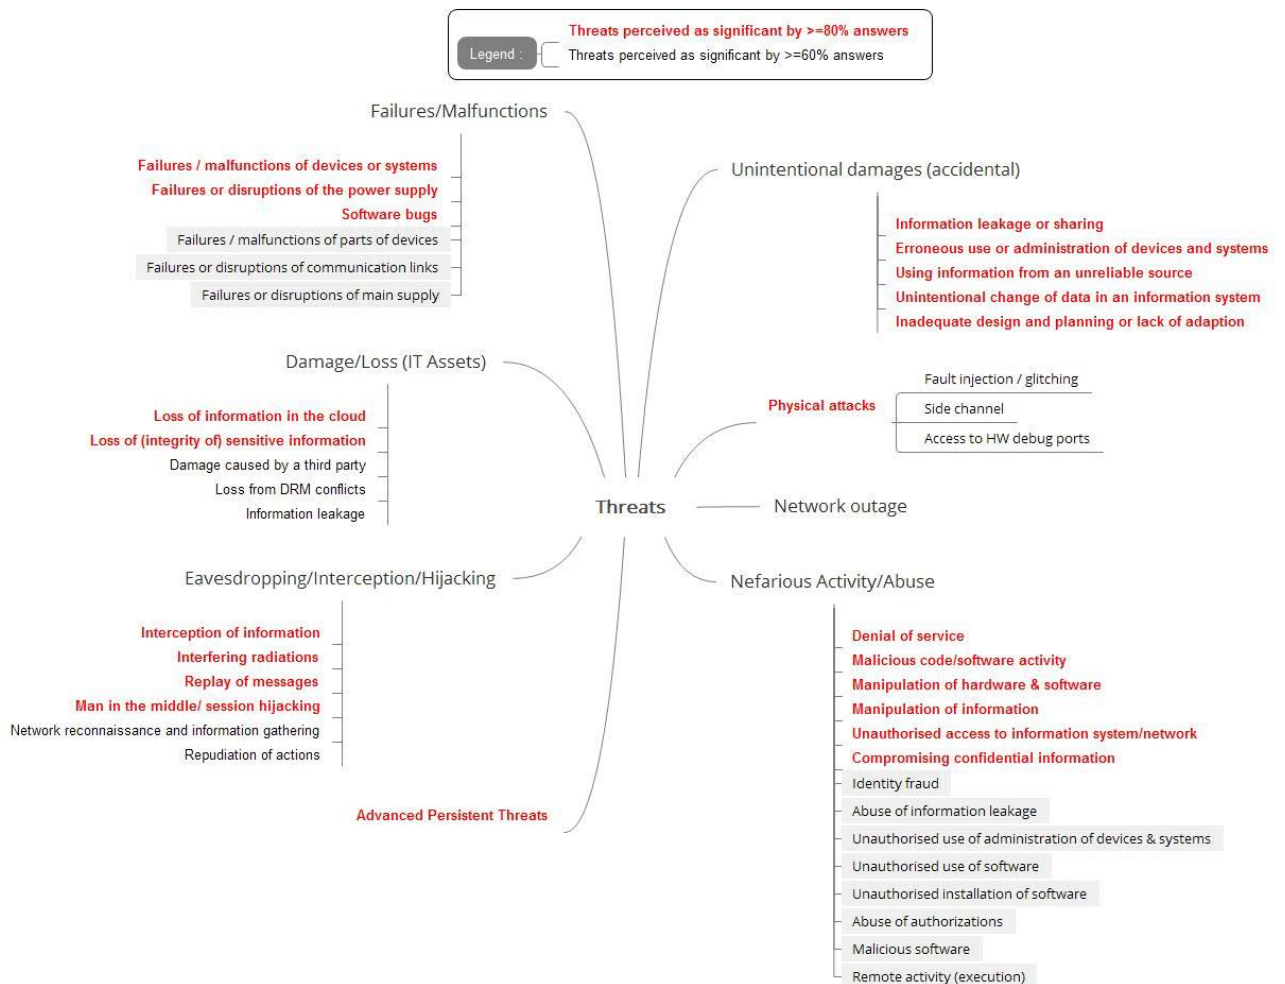 Threats perceived as significant by >=80% answers
Legend :
Threats perceived as significant by >=60% answers
Failures/Malfunctions
Failures / malfunctions of devices or systems
Failures or disruptions of the power supply
Software bugs
Failures / malfunctions of parts of devices
Failures or disruptions of communication links
Failures or disruptions of main supply
Damage/Loss (IT Assets)
Loss of information in the cloud
Loss of (integrity of) sensitive information
Damage caused by a third party
Loss from DRM conflicts
Information leakage
Eavesdropping/Interception/Hijacking
Interception of information
Interfering radiations
Replay of messages
Man in the middle/ session hijacking
Network reconnaissance and information gathering
Repudiation of actions
Advanced Persistent Threats
Threats
Unintentional damages (accidental)
Information leakage or sharing
Erroneous use or administration of devices and systems
Using information from an unreliable source
Unintentional change of data in an information system
Inadequate design and planning or lack of adaption
Physical attacks
Fault injection / glitching
Side channel
Access to HW debug ports
Network outage
Nefarious Activity/Abuse
Denial of service
Malicious code/software activity
Manipulation of hardware & software
Manipulation of information
Unauthorised access to information system/network
Compromising confidential information
Identity fraud
Abuse of information leakage
Unauthorised use of administration of devices & systems
Unauthorised use of software
Unauthorised installation of software
Abuse of authorizations
Malicious software
Remote activity (execution)